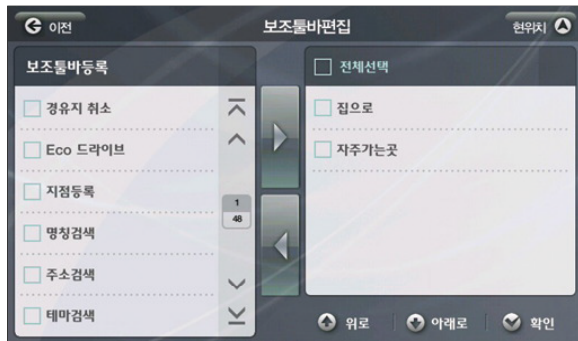 이전
보조툴바편집
현위치
보조툴바등록
경유지 취소
Eco 드라이브
지점등록
명칭검색
주소검색
테마검색
1
48
전체선택
집으로
자주가는곳
위로
아래로
확인